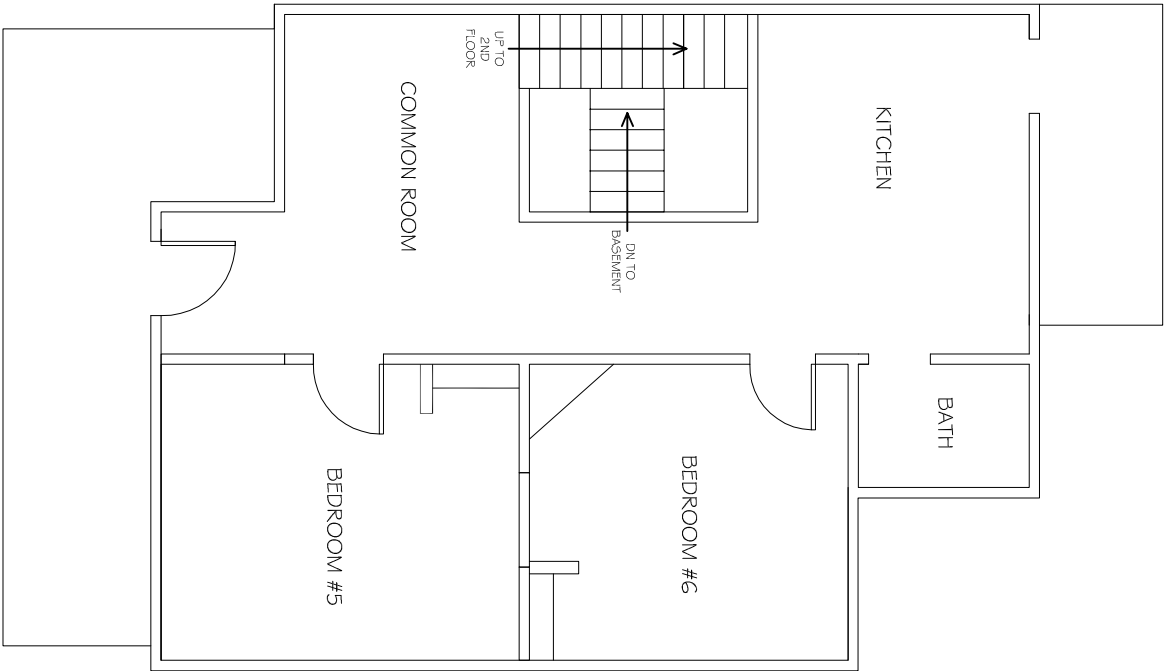 UP TO
2ND
FLOOR
COMMON ROOM
KITCHEN
DN TO
BASEMENT
BATH
BEDROOM #5
BEDROOM #6